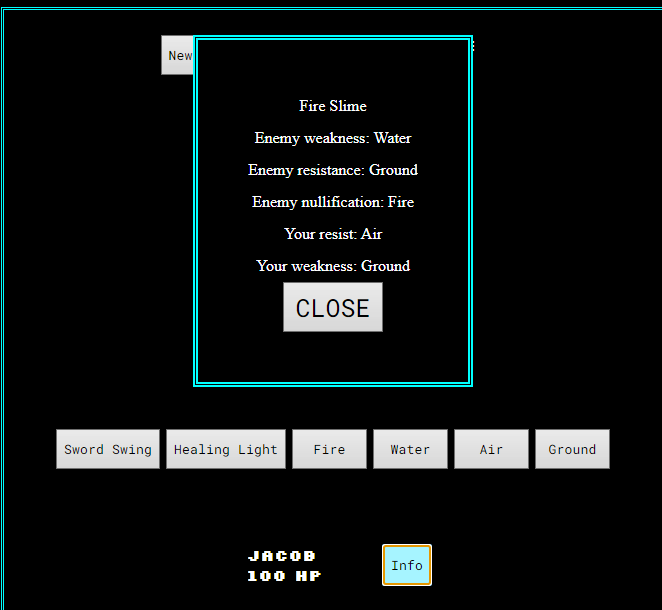 New
Fire Slime
Enemy weakness: Water
Enemy resistance: Ground
Enemy nullification: Fire
Your resist: Air
Your weakness: Ground
CLOSE
Sword Swing Healing Light Fire Water Air Ground
JACOB
100 HP
Info